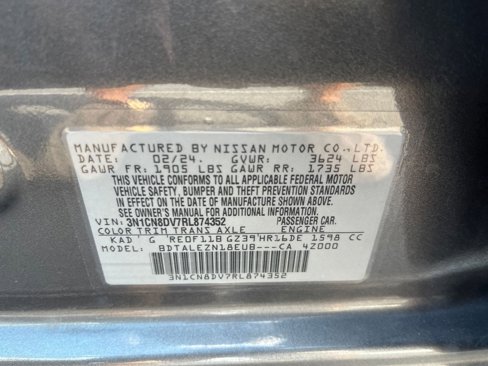 MANUFACTURED BY NISSAN MOTOR CO., LTD.
DATE: 02/24. GVWR: 3624 LBS
GAWR FR: 1905 LBS GAWR RR: 1735 LBS
THIS VEHICLE CONFORMS TO ALL APPLICABLE FEDERAL MOTOR
VEHICLE SAFETY, BUMPER AND THEFT PREVENTION STANDARDS
IN EFFECT ON THE DATE OF MANUFACTURE SHOWN ABOVE.
SEE OWNER'S MANUAL FOR ADDITIONAL INFORMATION
VIN: 3N1CN8DV7RL874352 PASSENGER CAR.
COLOR TRIM TRANS AXLE ENGINE
KAD G RE0F11B GZ39 HR16DE 1598 CC
MODEL: BDTALEZN18EUB---CA 4Z000
3N1CN8DV7RL874352